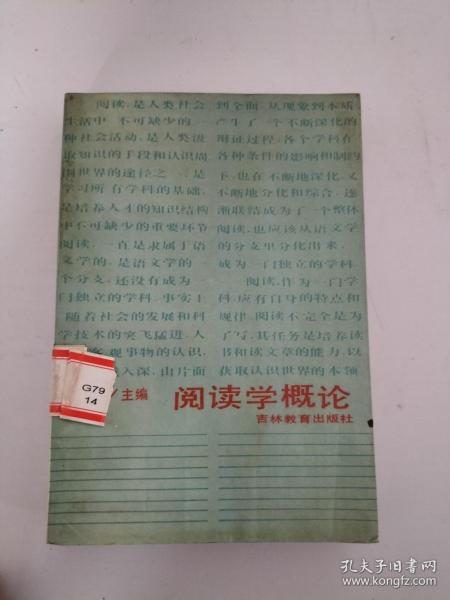 阅读，是人类社会
生活中不可缺少的一
种社会活动，是人类汲
取知识的手段和认识周
围世界的途径之一，是
学习所有学科的基础，
是培养人才的知识结构
中不可缺少的重要环节
阅读，一直是隶属于语
文学的，是语文学的一
个分支，还没有成为一
门独立的学科，事实上
随着社会的发展和科
学技术的突飞猛进，人
观事物的认识，
入深，由片面
到全面，从现象到本质
产生了一个不断深化的
辩证过程，各个学科在
各种条件的影响和制约
下，也在不断地深化，又
不断地分化和综合，逐
渐联结成为了一个整体
阅读，也应该从语文学
的分支里分化出来，
成为一门独立的学科
阅读，作为一门学
科，应有自身的特点和
规律，阅读不完全是为
了写，其任务是培养读
书和读文章的能力，以
获取认识世界的本领
G79
14
/主编
阅读学概论
吉林教育出版社
孔夫子旧书网
www.kongfz.com